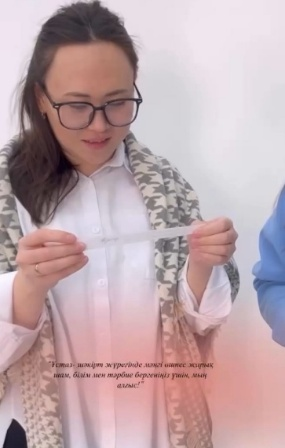 "Ұстаз- шәкірт жүрегінде мәңгі өшпес жарық
шам, білім мен тәрбие бергеніңіз үшін, мың
алғыс!"